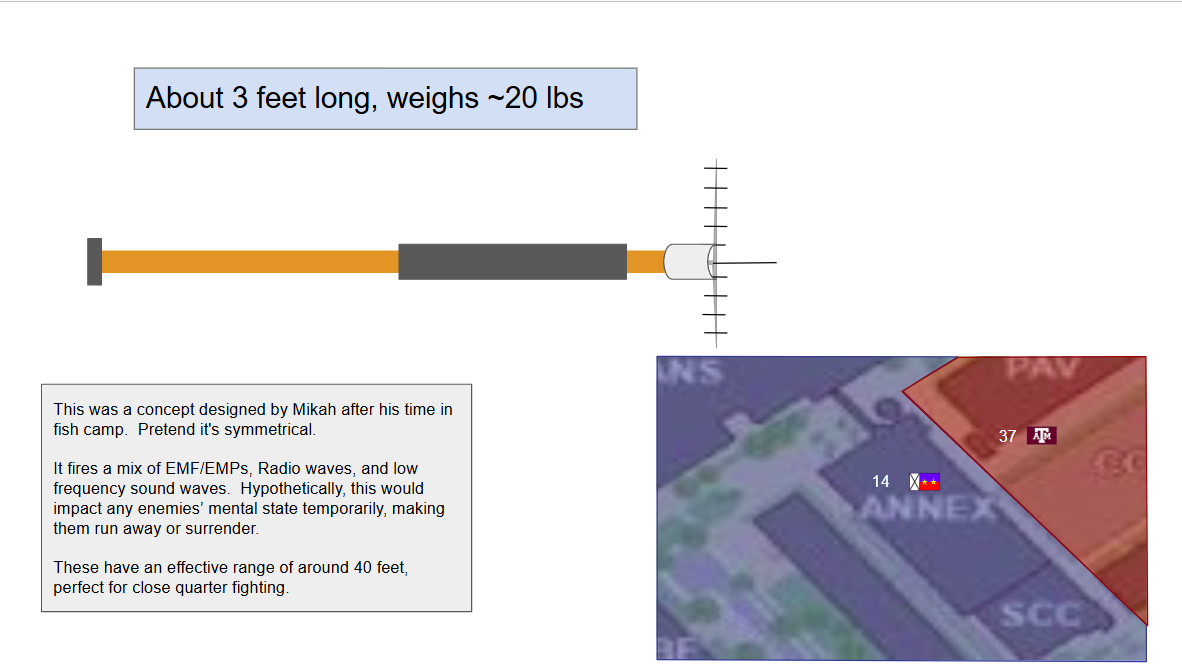 About 3 feet long, weighs ~20 lbs
This was a concept designed by Mikah after his time in
fish camp.  Pretend it's symmetrical.
It fires a mix of EMF/EMPs, Radio waves, and low
frequency sound waves.  Hypothetically, this would
impact any enemies’ mental state temporarily, making
them run away or surrender.
These have an effective range of around 40 feet,
perfect for close quarter fighting.
ANS
PAV
37 ATM
14
ANNEX
SCC